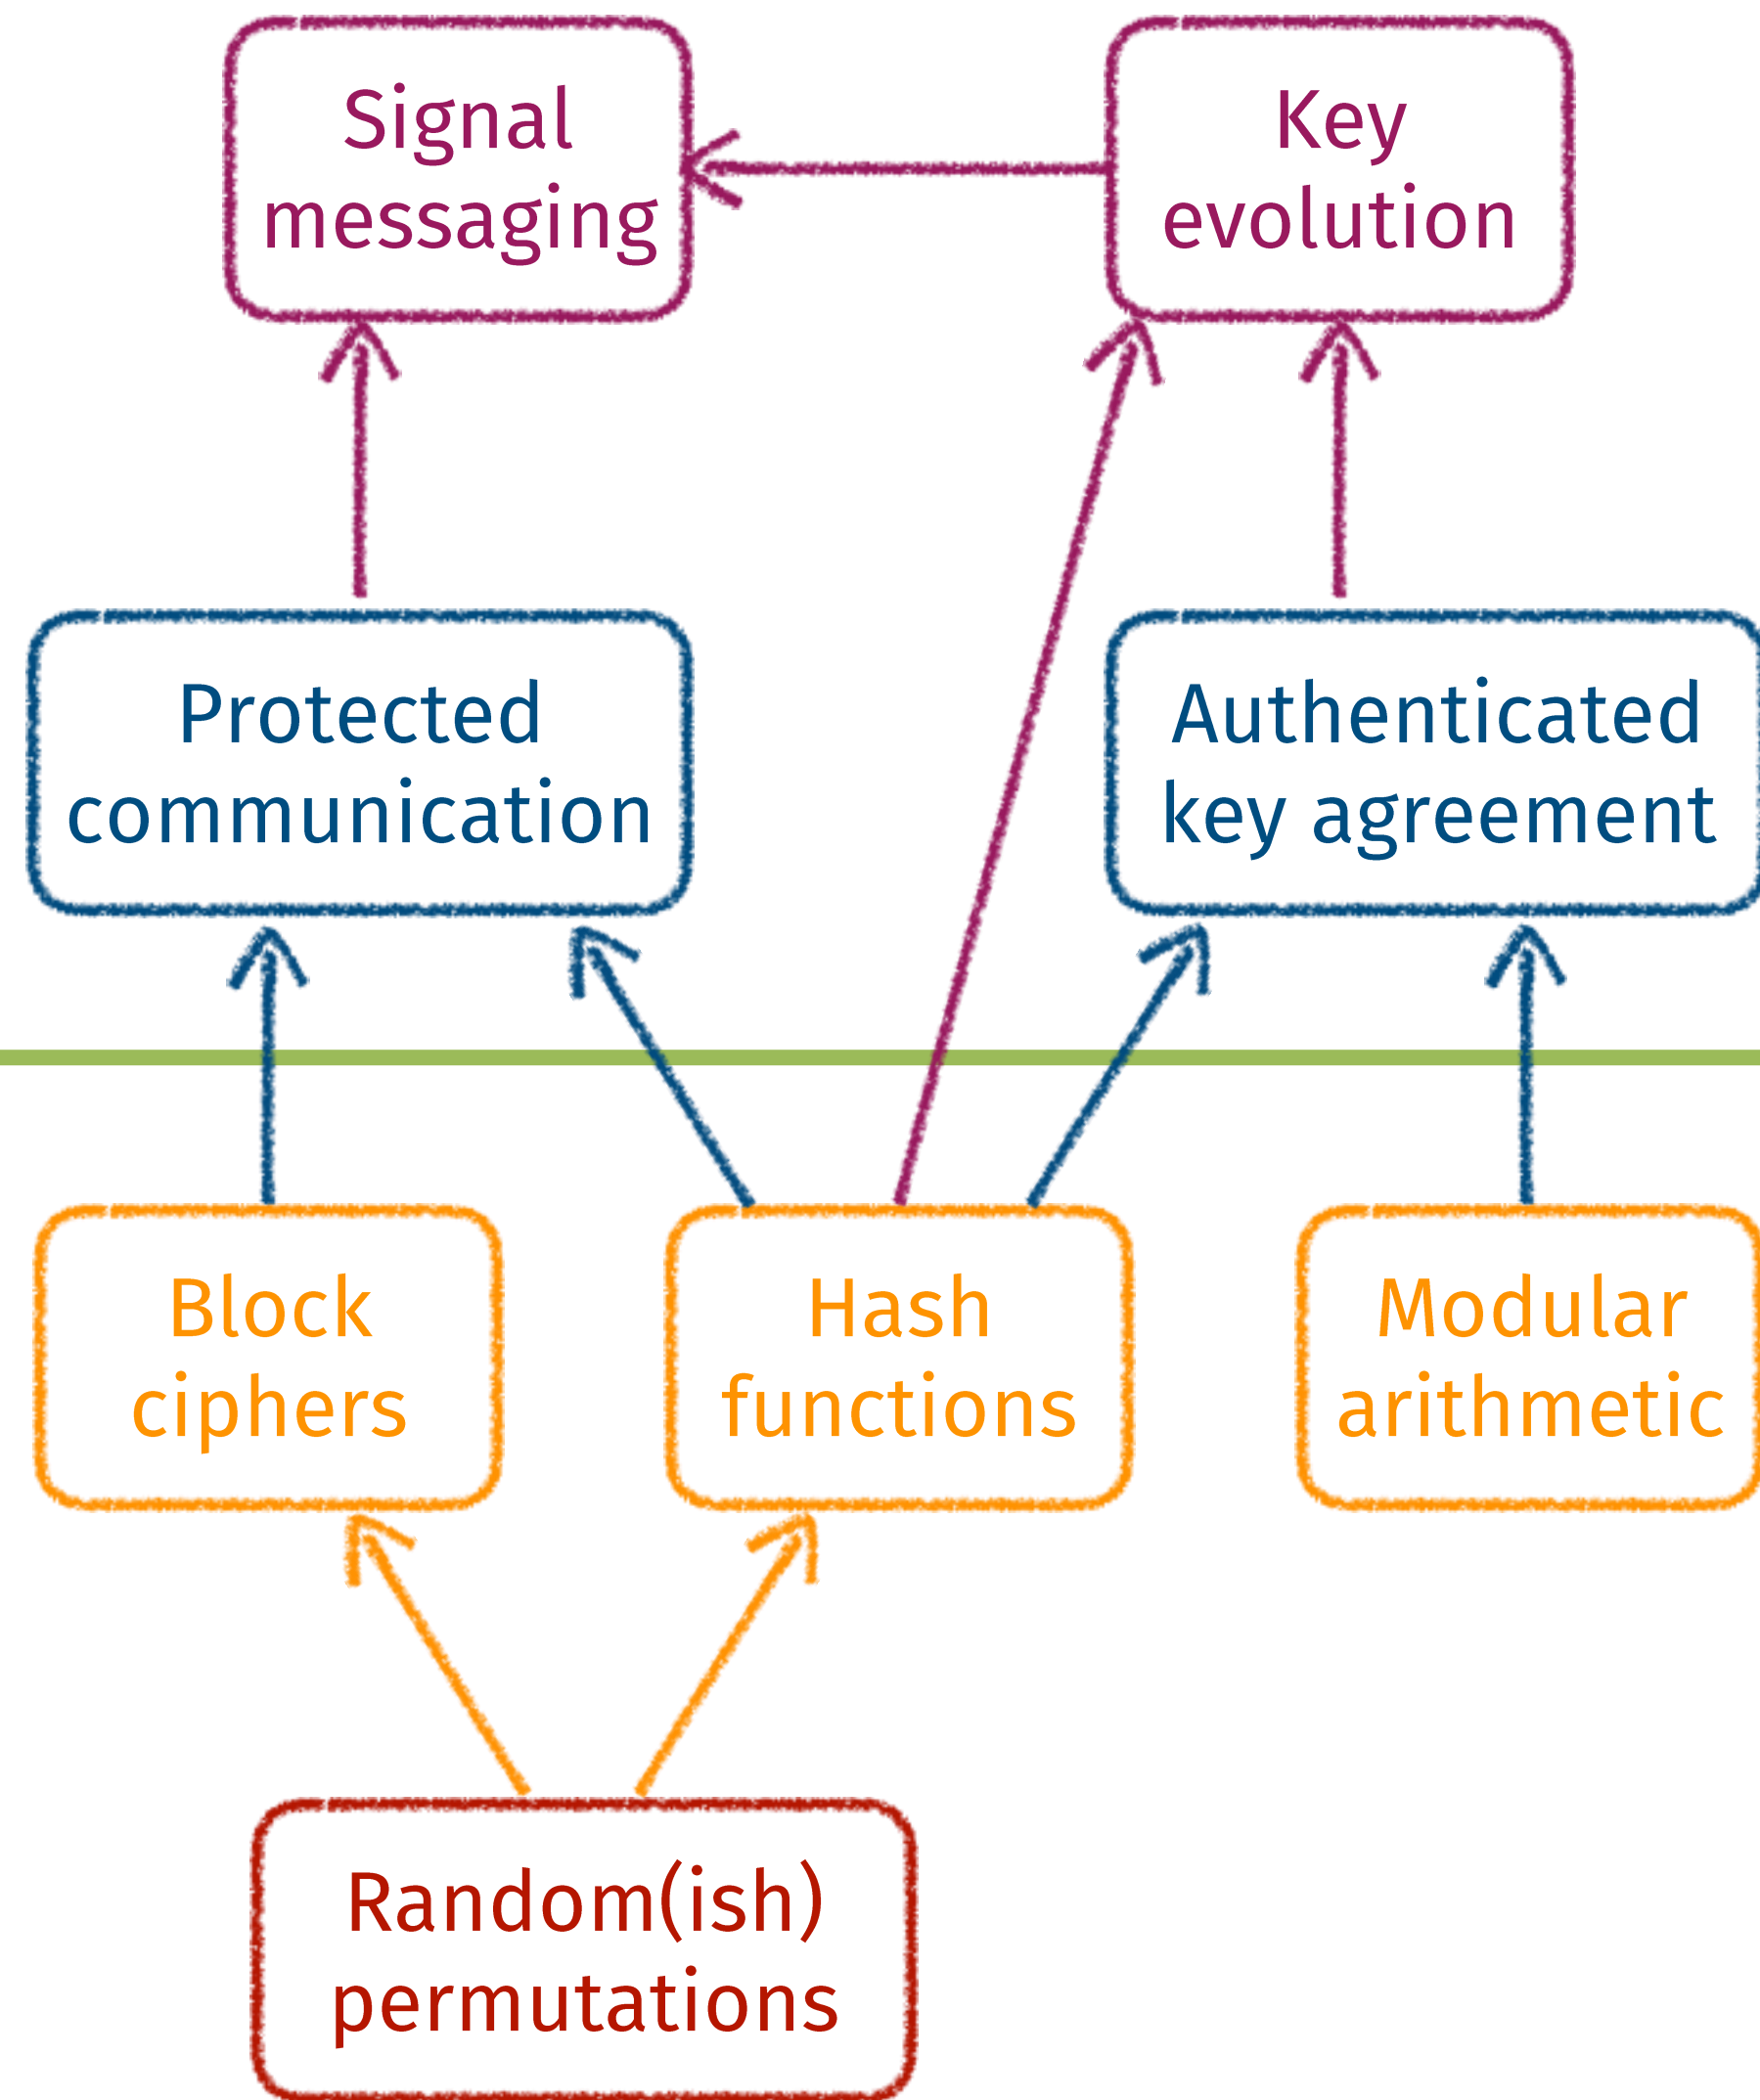 Signal
messaging
Key
evolution
Protected
communication
Authenticated
key agreement
Block
ciphers
Hash
functions
Modular
arithmetic
Random(ish)
permutations